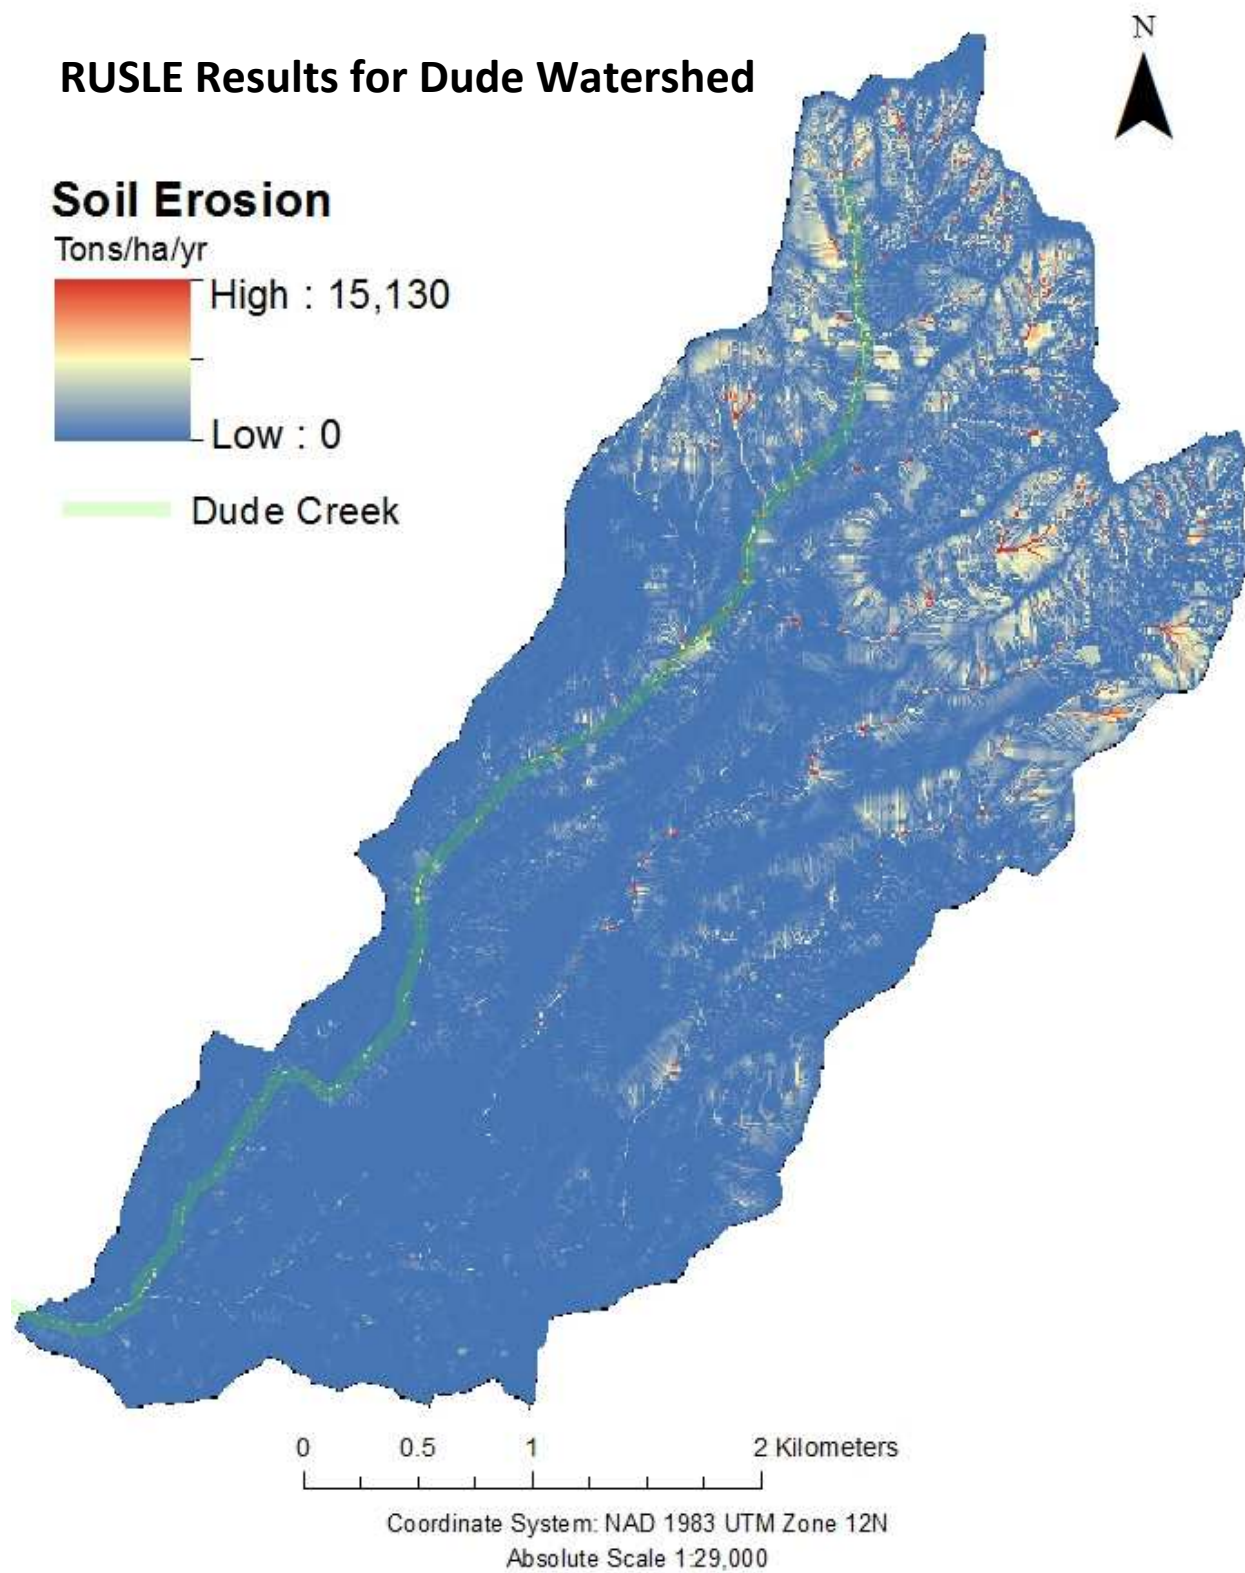 N
RUSLE Results for Dude Watershed
Soil Erosion
Tons/ha/yr
High : 15,130
Low : 0
Dude Creek
0 0.5 1 2 Kilometers
Coordinate System: NAD 1983 UTM Zone 12N
Absolute Scale 1:29,000